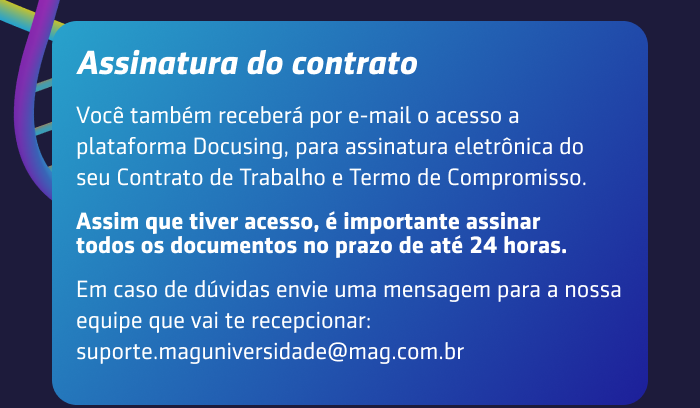 Assinatura do contrato
Você também receberá por e-mail o acesso a
plataforma Docusing, para assinatura eletrônica do
seu Contrato de Trabalho e Termo de Compromisso.
Assim que tiver acesso, é importante assinar
todos os documentos no prazo de até 24 horas.
Em caso de dúvidas envie uma mensagem para a nossa
equipe que vai te recepcionar:
suporte.maguniversidade@mag.com.br